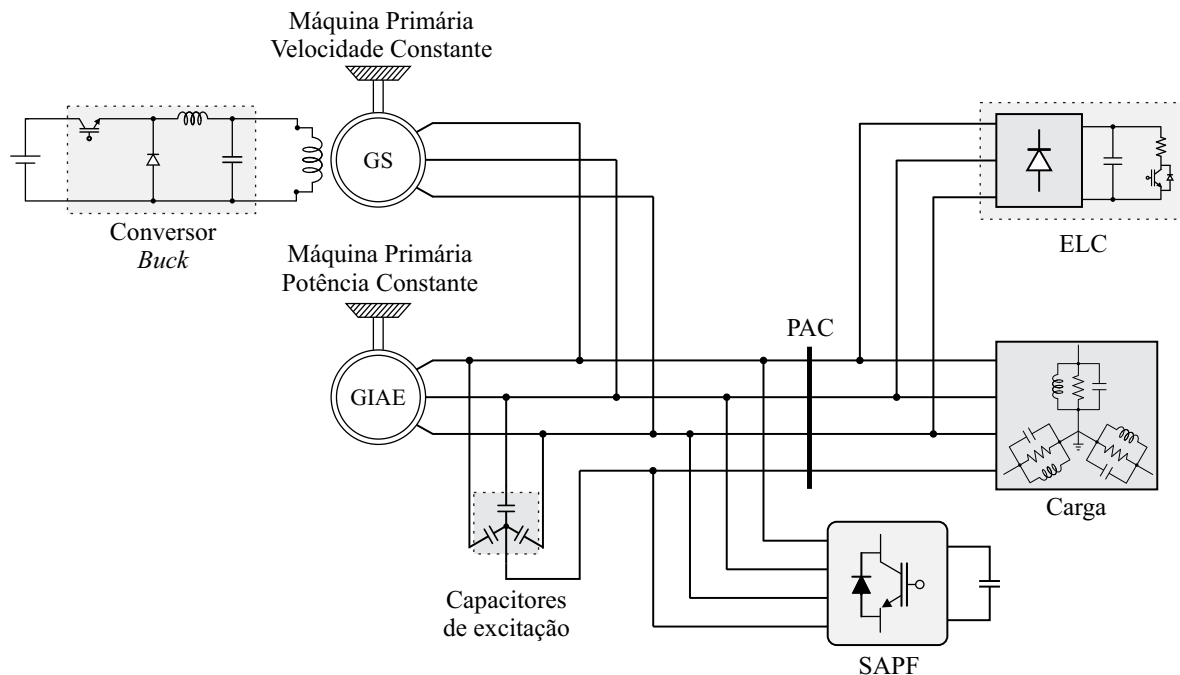 Máquina Primária
Velocidade Constante
GS
Conversor
Buck
ELC
Máquina Primária
Potência Constante
PAC
GIAE
Carga
Capacitores
de excitação
SAPF